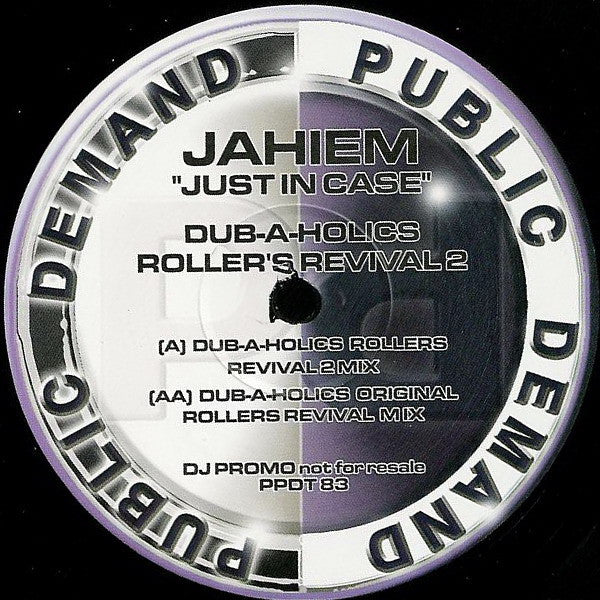 PUBLIC DEMAND
PUBLIC DEMAND
JAHIEM
"JUST IN CASE"
DUB-A-HOLICS
ROLLER'S REVIVAL 2
(A) DUB-A-HOLICS ROLLERS
REVIVAL 2 MIX
(AA) DUB-A-HOLICS ORIGINAL
ROLLERS REVIVAL MIX
DJ PROMO not for resale
PPDT 83